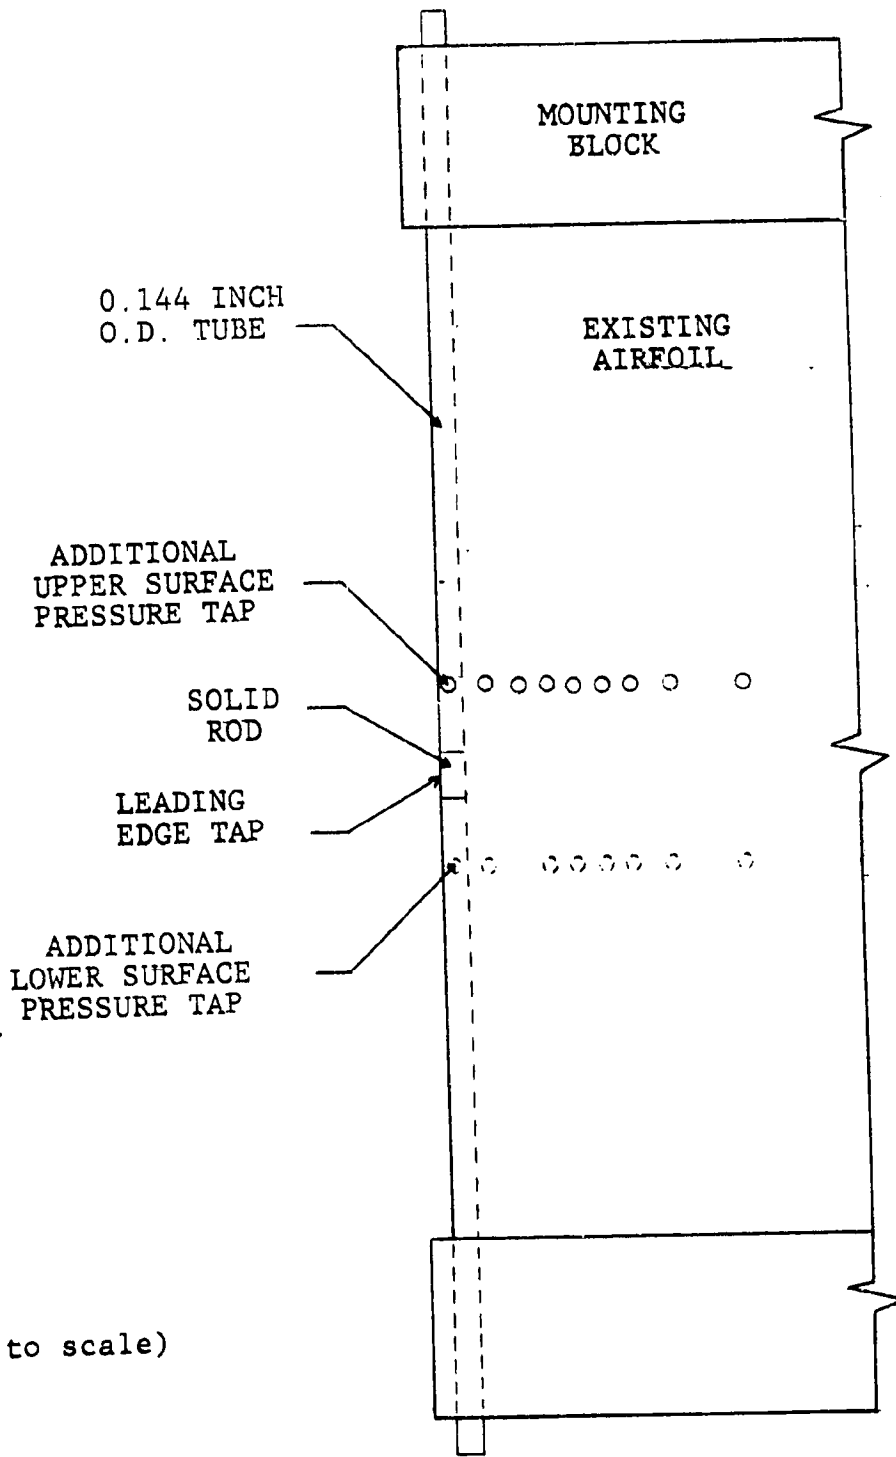 MOUNTING
BLOCK
0.144 INCH
O.D. TUBE
EXISTING
AIRFOIL
ADDITIONAL
UPPER SURFACE
PRESSURE TAP
SOLID
ROD
LEADING
EDGE TAP
ADDITIONAL
LOWER SURFACE
PRESSURE TAP
to scale)